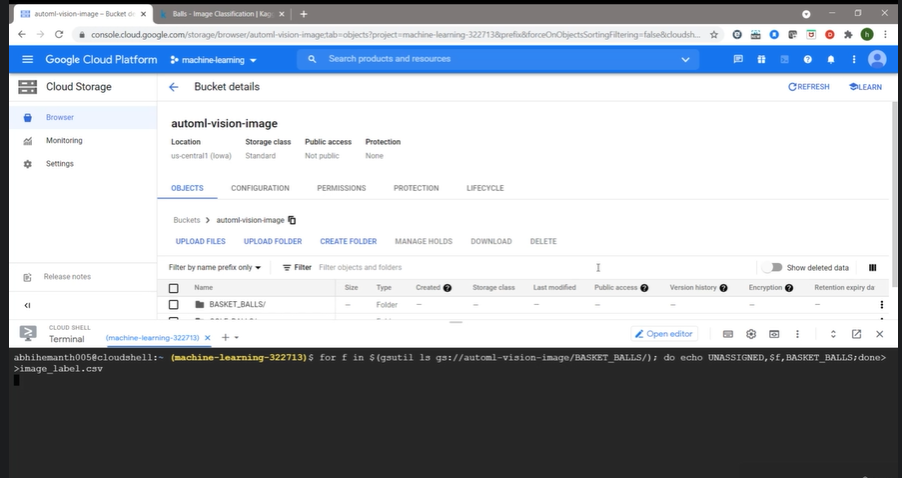 automl-vision-image – Bucket de
Balls - Image Classification | Kag
console.cloud.google.com/storage/browser/automl-vision-image;tab=objects?project=machine-learning-322713&prefix&forceOnObjectsSortingFiltering=false&cloudsh...
Google Cloud Platform
machine-learning
Search products and resources
Cloud Storage
Bucket details
REFRESH
LEARN
Browser
Monitoring
Settings
automl-vision-image
Location Storage class Public access Protection
us-central1 (Iowa) Standard Not public None
OBJECTS CONFIGURATION PERMISSIONS PROTECTION LIFECYCLE
Buckets > automl-vision-image
UPLOAD FILES UPLOAD FOLDER CREATE FOLDER MANAGE HOLDS DOWNLOAD DELETE
Filter by name prefix only Filter Filter objects and folders Show deleted data
Name Size Type Created Storage class Last modified Public access Version history Encryption Retention expiry da
BASKET_BALLS/ – Folder – – – – – – –
Release notes
CLOUD SHELL
Terminal (machine-learning-322713) Open editor
abhihemanth005@cloudshell:~ (machine-learning-322713)$ for f in $(gsutil ls gs://automl-vision-image/BASKET_BALLS/); do echo UNASSIGNED,$f,BASKET_BALLS;done>
>image_label.csv